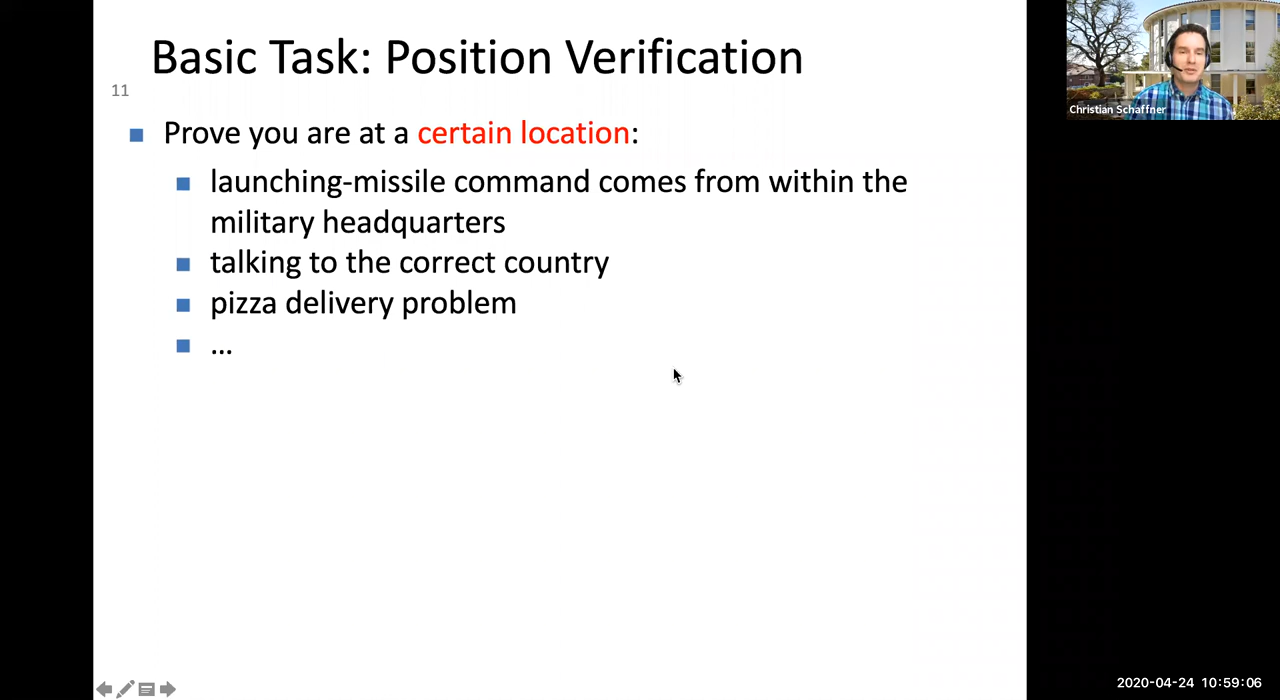 Basic Task: Position Verification
11
Prove you are at a certain location:
launching-missile command comes from within the
military headquarters
talking to the correct country
pizza delivery problem
...
Christian Schaffner
2020-04-24 10:59:06